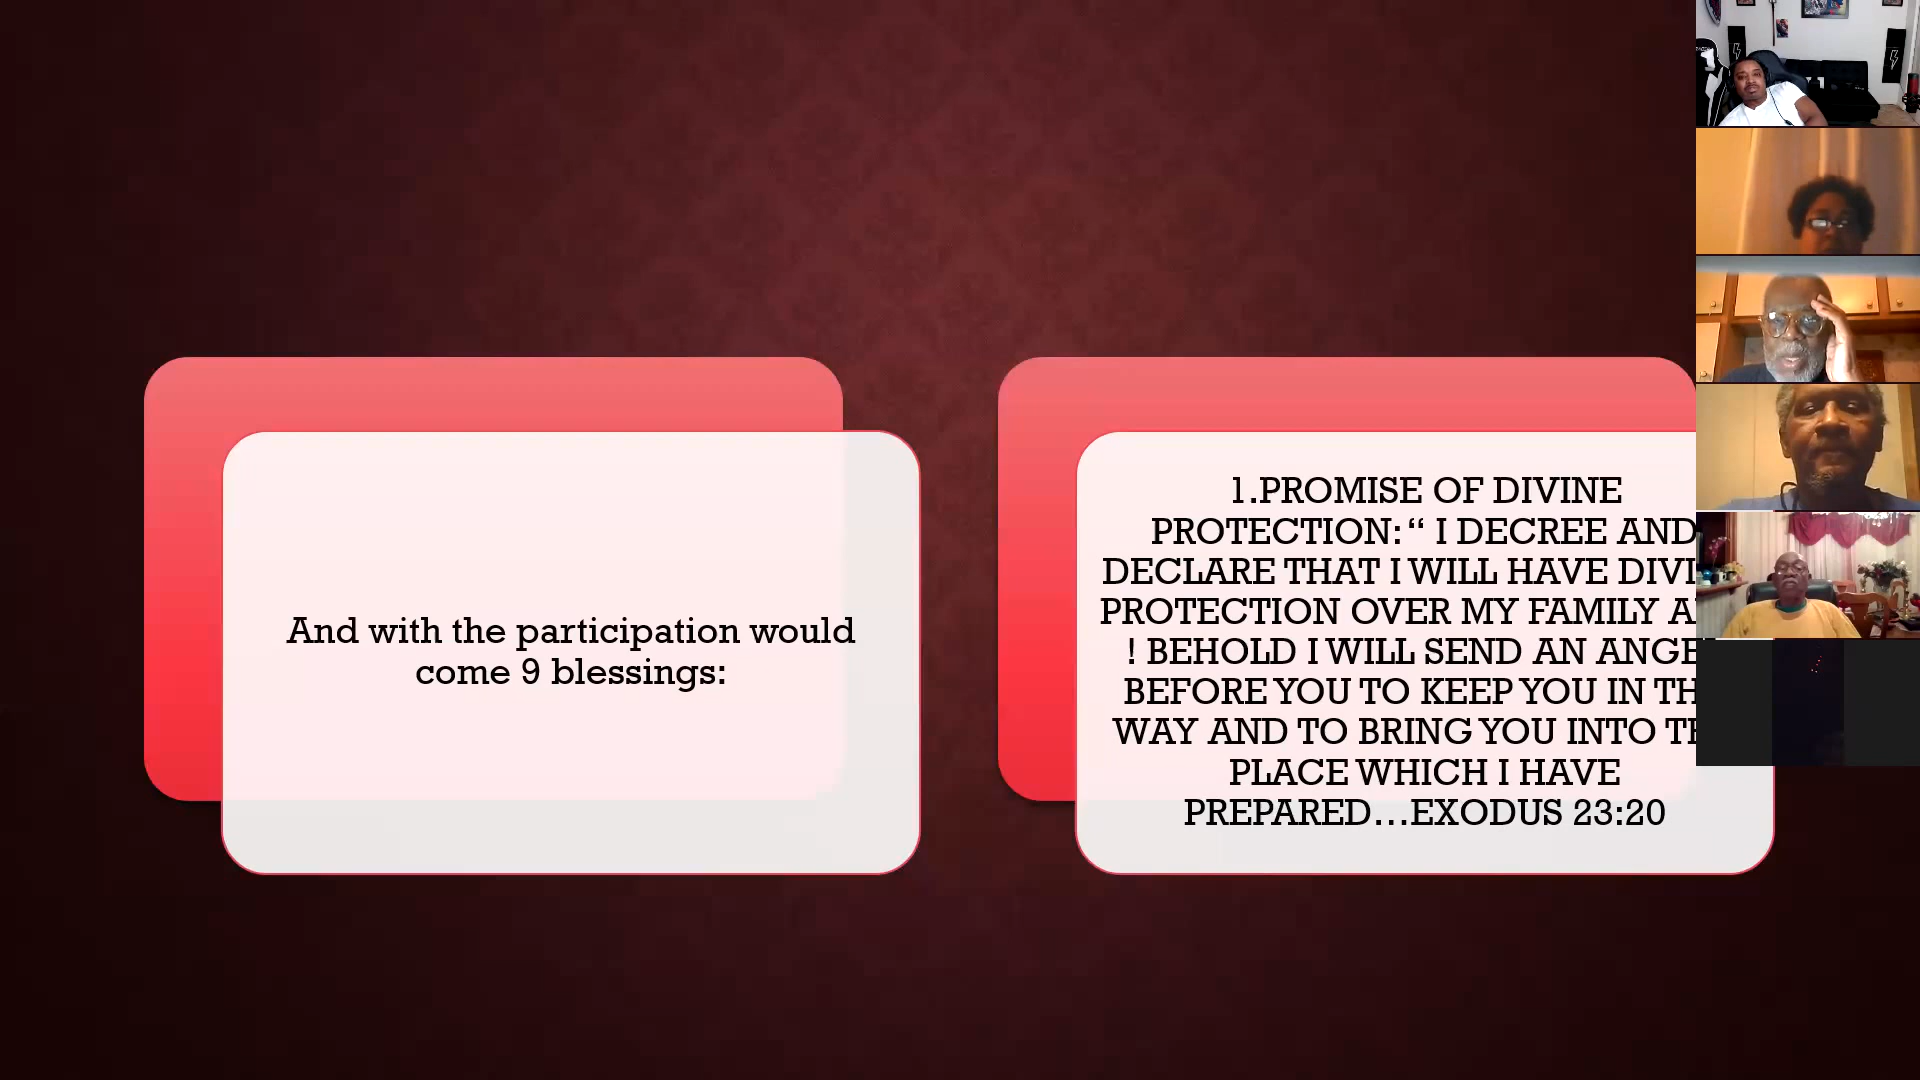 And with the participation would
come 9 blessings:
1.PROMISE OF DIVINE
PROTECTION: “ I DECREE AND
DECLARE THAT I WILL HAVE
PROTECTION OVER MY FAMILY
! BEHOLD I WILL SEND AN
BEFORE YOU TO KEEP YOU IN
WAY AND TO BRING YOU INTO
PLACE WHICH I HAVE
PREPARED...EXODUS 23:20